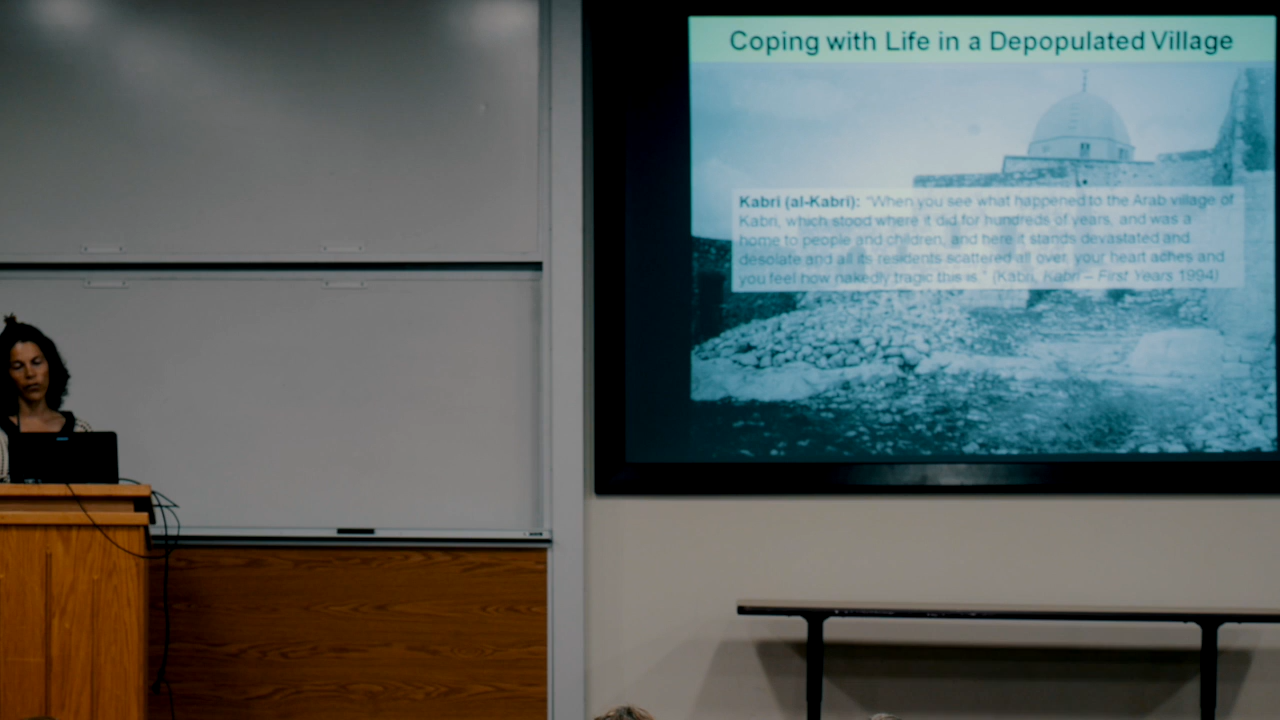 Coping with Life in a Depopulated Village
Kabri (al-Kabri): "When you see what happened to the Arab village of
Kabri, which stood where it did for hundreds of years, and was a
home to people and children, and here it stands devastated and
desolate and all its residents scattered all over, your heart aches and
you feel how nakedly tragic this is." (Kabri, Kabri – First Years 1994)